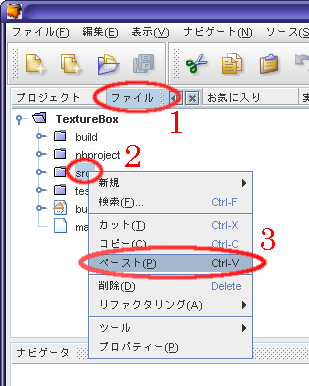 ファイル(F) 編集(E) 表示(V) ナビゲート(N) ソース(S
プロジェクト ファイル お気に入り
1
TextureBox
build
nbproject
2
src
新規
検索(F)... Ctrl-F
カット(T) Ctrl-X
コピー(C) Ctrl-C
3
ペースト(P) Ctrl-V
削除(D) Delete
リファクタリング(A)
ツール
プロパティー(P)
ナビゲータ